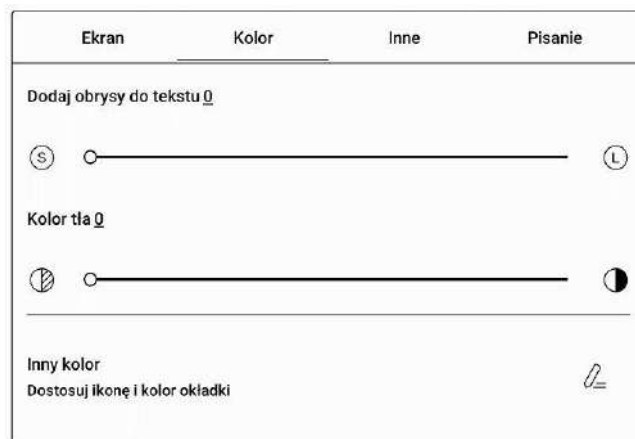 Ekran Kolor Inne Pisanie
Dodaj obrysy do tekstu 0
S L
Kolor tła 0
Inny kolor
Dostosuj ikonę i kolor okładki